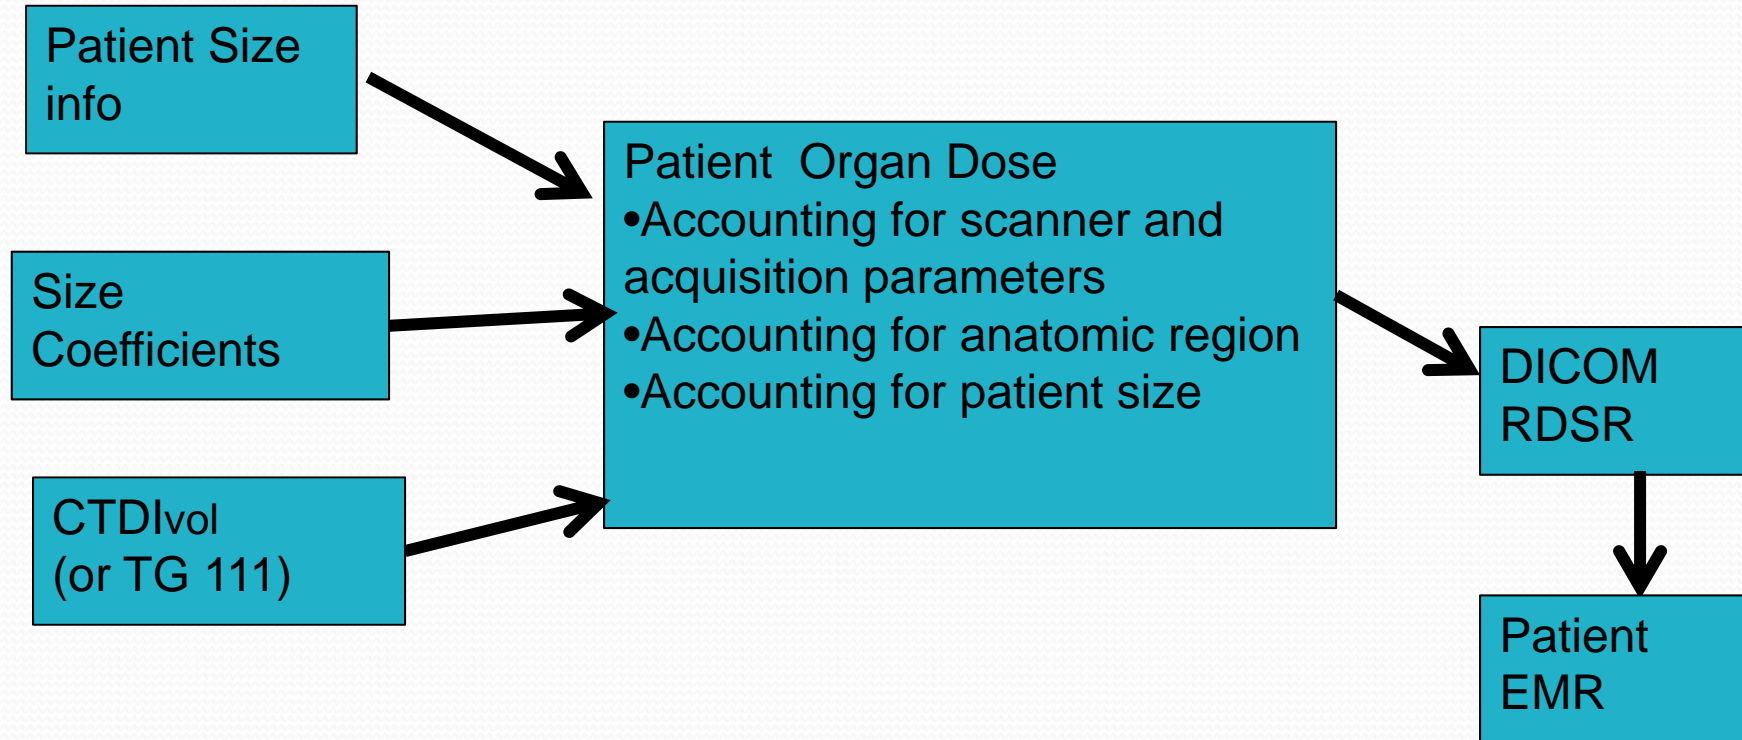 Patient Size
info
Patient  Organ Dose
•Accounting for scanner and
acquisition parameters
•Accounting for anatomic region
•Accounting for patient size
Size
Coefficients
CTDIvol
(or TG 111)
DICOM
RDSR
Patient
EMR